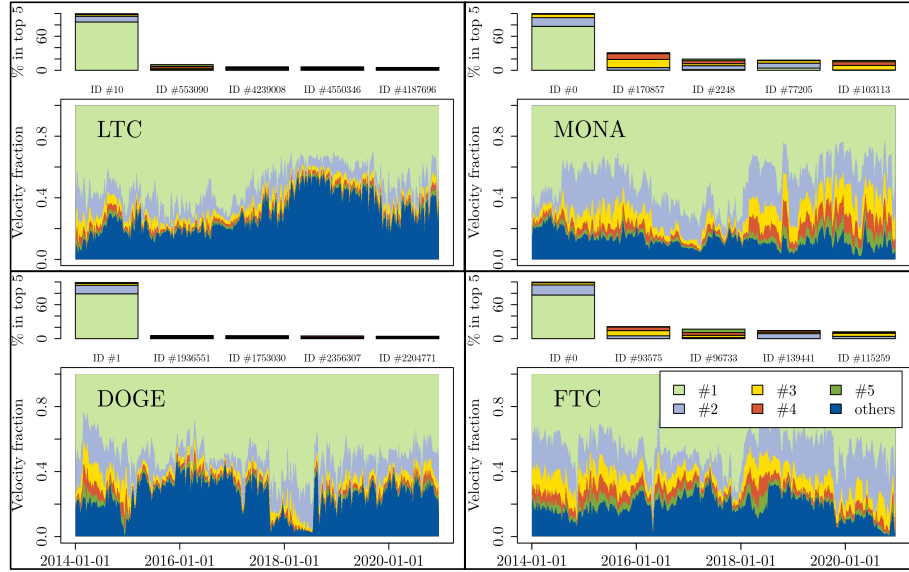 % in top 5
0
60
ID #10
ID #553090
ID #4239008
ID #4550346
ID #4187696
Velocity fraction
0.0
0.4
0.8
LTC
% in top 5
0
60
ID #0
ID #170857
ID #2248
ID #77205
ID #103113
Velocity fraction
0.0
0.4
0.8
MONA
% in top 5
0
60
ID #1
ID #1936551
ID #1753030
ID #2356307
ID #2204771
Velocity fraction
0.0
0.4
0.8
DOGE
2014-01-01
2016-01-01
2018-01-01
2020-01-01
% in top 5
0
60
ID #0
ID #93575
ID #96733
ID #139441
ID #115259
Velocity fraction
0.0
0.4
0.8
FTC
#1
#3
#5
#2
#4
others
2014-01-01
2016-01-01
2018-01-01
2020-01-01